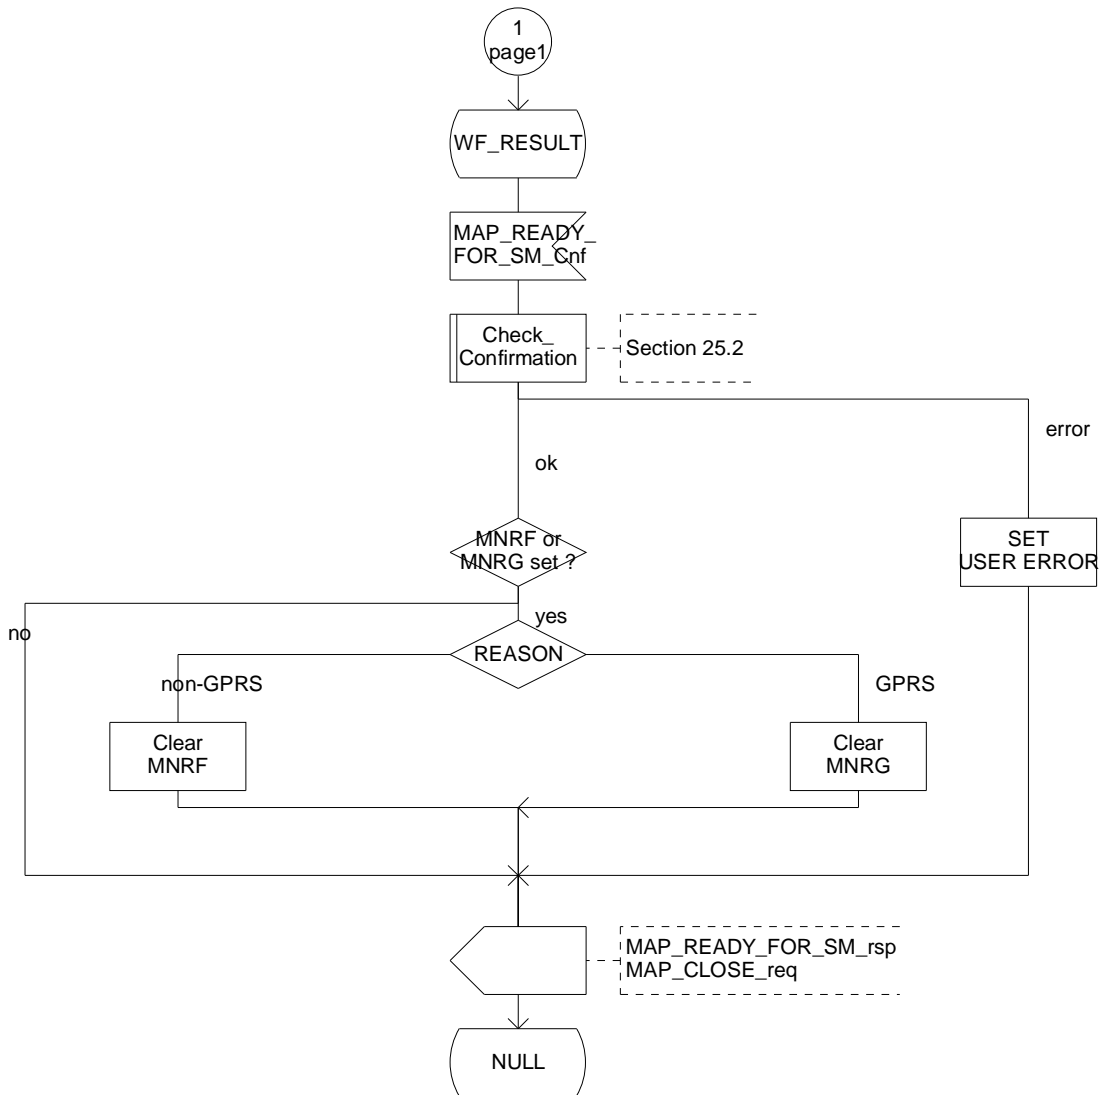 1
page1
WF_RESULT
MAP_READY_
FOR_SM_Cnf
Check_
Confirmation
Section 25.2
error
ok
MNRF or
MNRG set ?
SET
USER ERROR
yes
no
REASON
non-GPRS
GPRS
Clear
MNRF
Clear
MNRG
MAP_READY_FOR_SM_rsp
MAP_CLOSE_req
NULL